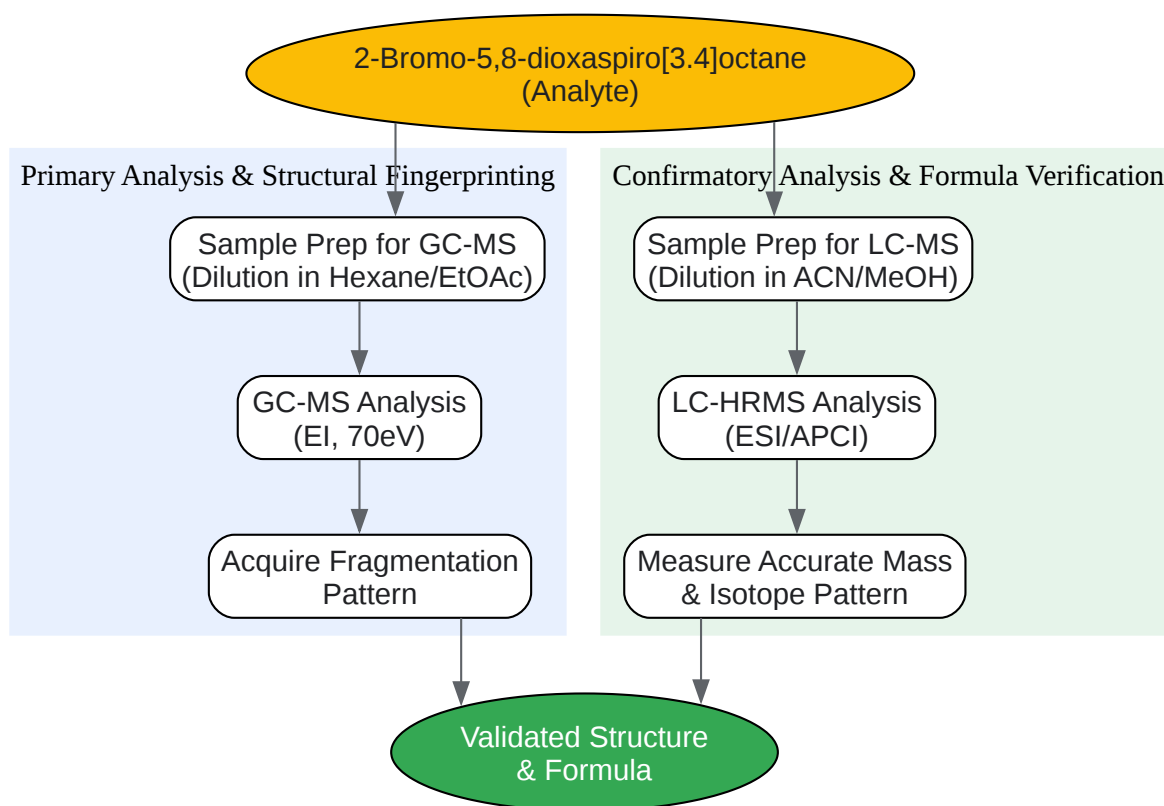 2-Bromo-5,8-dioxaspiro[3.4]octane
(Analyte)
Primary Analysis & Structural Fingerprinting
Sample Prep for GC-MS
(Dilution in Hexane/EtOAc)
GC-MS Analysis
(EI, 70eV)
Acquire Fragmentation
Pattern
Confirmatory Analysis & Formula Verification
Sample Prep for LC-MS
(Dilution in ACN/MeOH)
LC-HRMS Analysis
(ESI/APCI)
Measure Accurate Mass
& Isotope Pattern
Validated Structure
& Formula